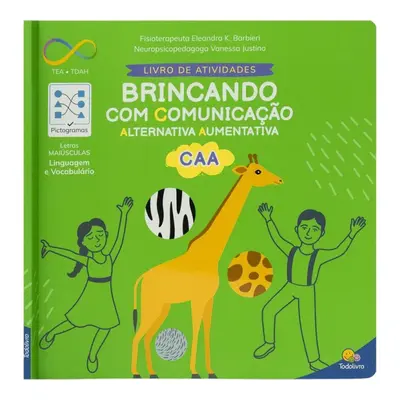 Fisioterapeuta Eleandra K. Barbieri
Neuropsicopedagoga Vanessa Justino
TEA • TDAH
LIVRO DE ATIVIDADES
BRINCANDO
COM COMUNICAÇÃO
ALTERNATIVA AUMENTATIVA
CAA
Pictogramas
Letras
MAIÚSCULAS
Linguagem
e Vocabulário
Todolivro
Todolivro